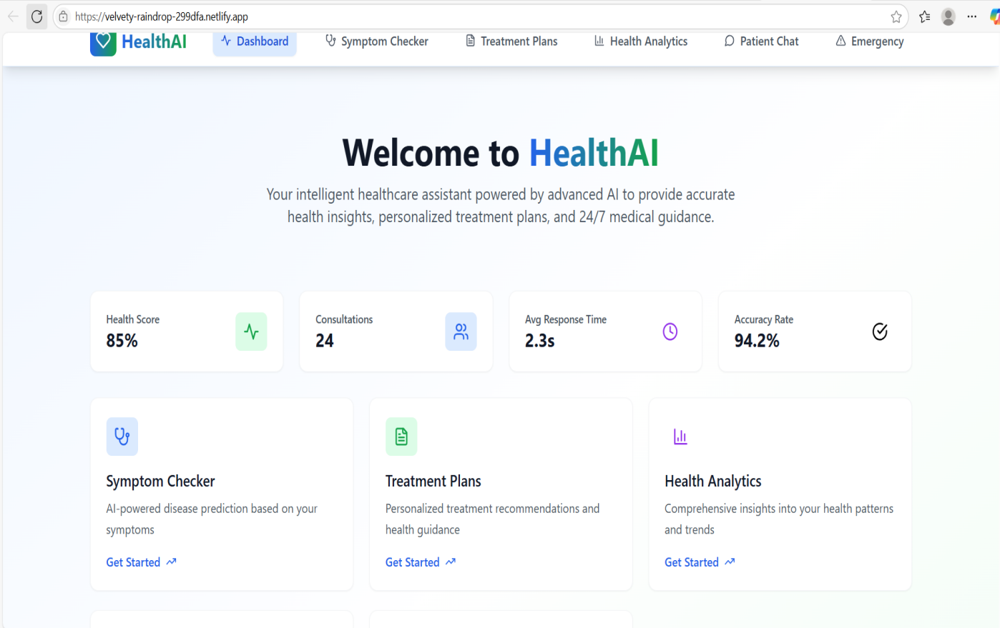 https://velvety-raindrop-299dfa.netlify.app
HealthAI
Dashboard
Symptom Checker
Treatment Plans
Health Analytics
Patient Chat
Emergency
Welcome to HealthAI
Your intelligent healthcare assistant powered by advanced AI to provide accurate
health insights, personalized treatment plans, and 24/7 medical guidance.
Health Score
85%
Consultations
24
Avg Response Time
2.3s
Accuracy Rate
94.2%
Symptom Checker
AI-powered disease prediction based on your
symptoms
Get Started
Treatment Plans
Personalized treatment recommendations and
health guidance
Get Started
Health Analytics
Comprehensive insights into your health patterns
and trends
Get Started